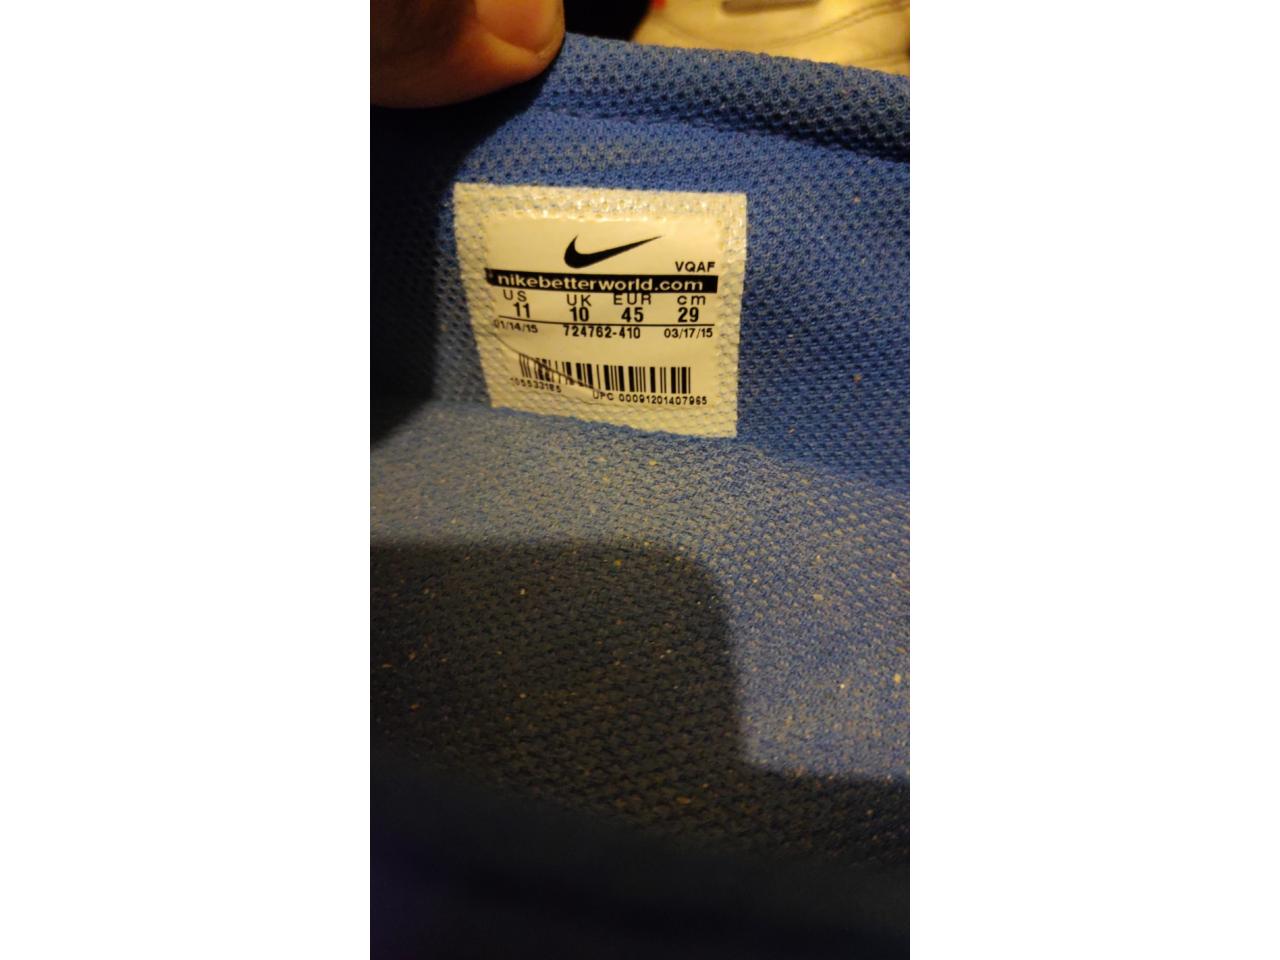 VQAF
nikebetterworld.com
US UK EUR cm
11 10 45 29
01/14/15 724762-410 03/17/15
UPC 00091201407965